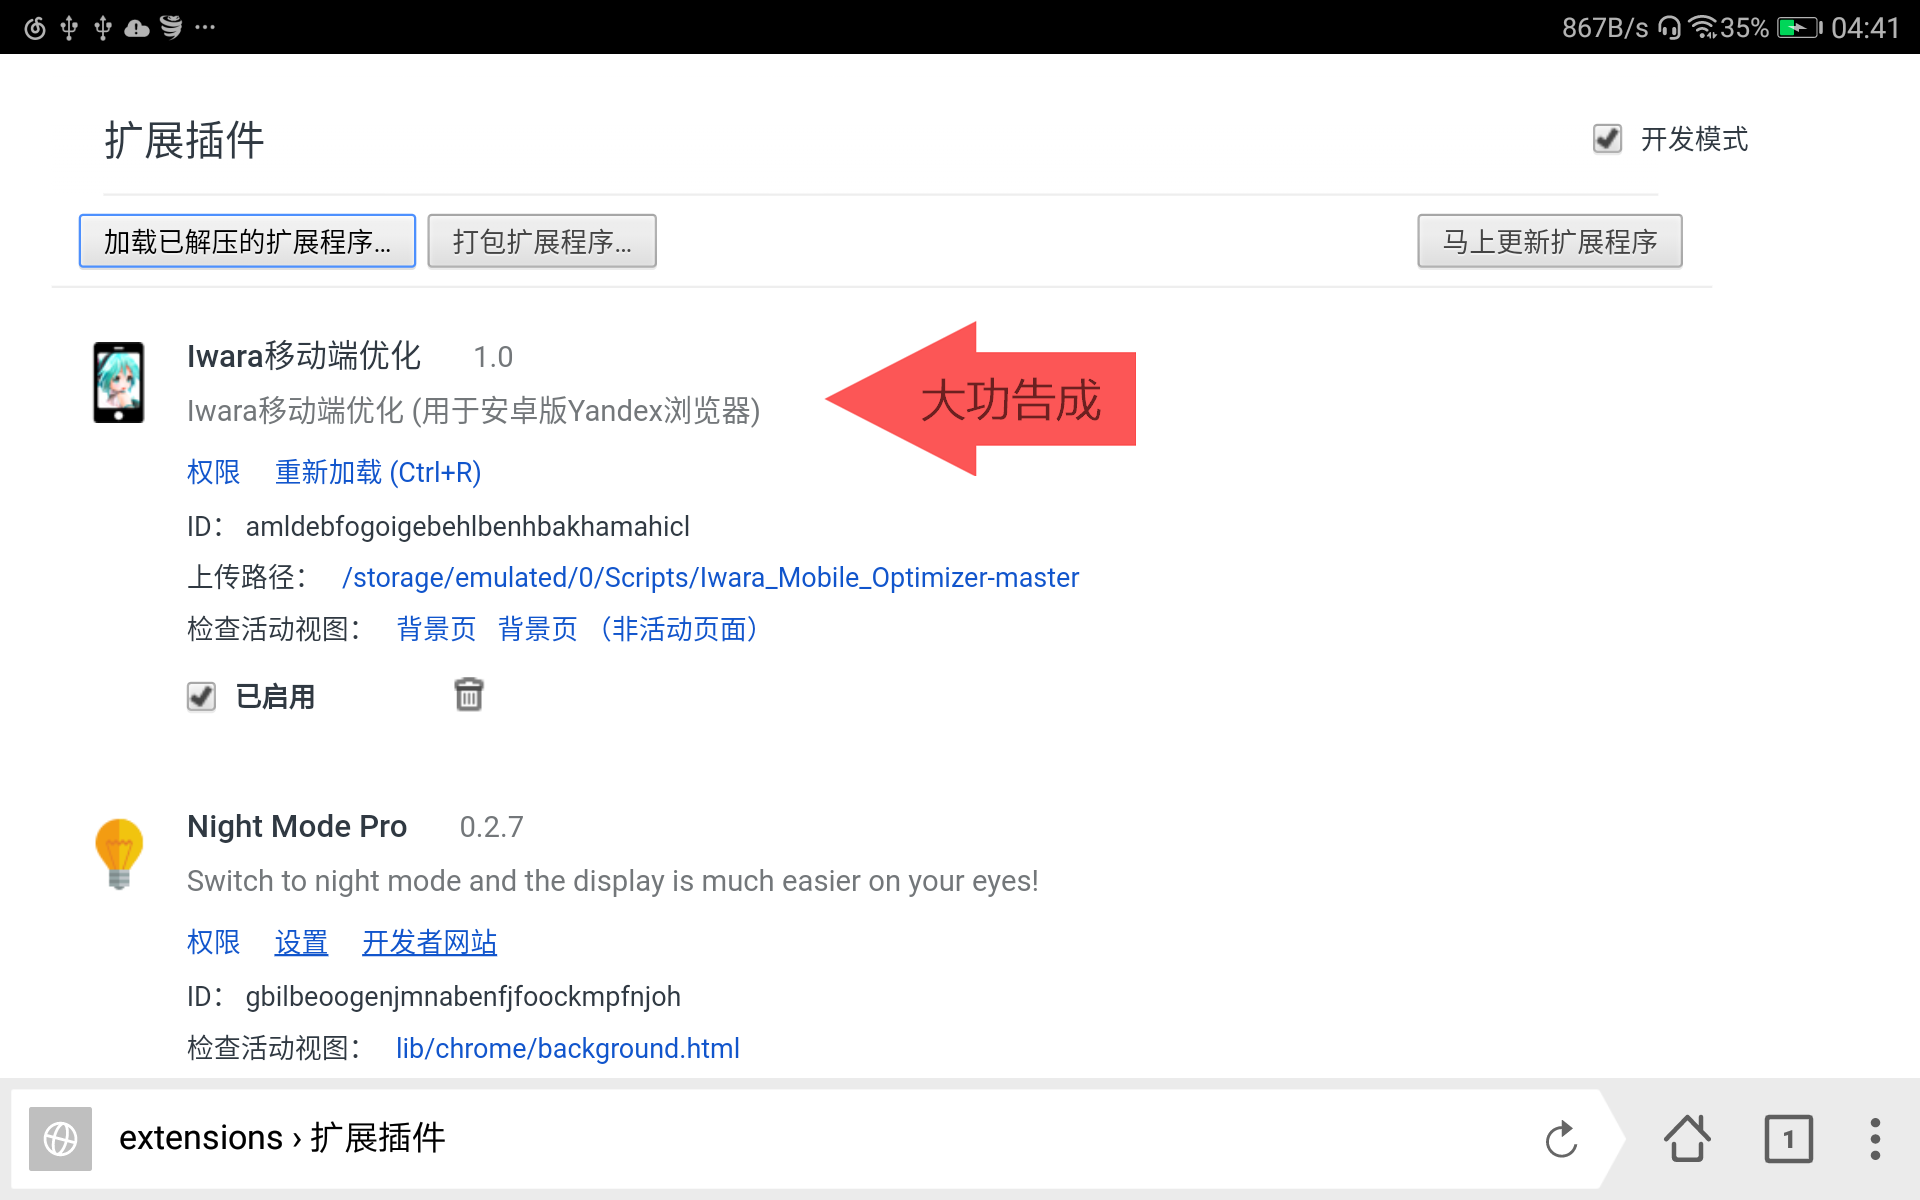 867B/s 35% 04:41
扩展插件
开发模式
加载已解压的扩展程序... 打包扩展程序... 马上更新扩展程序
Iwara移动端优化 1.0
大功告成
Iwara移动端优化 (用于安卓版Yandex浏览器)
权限 重新加载 (Ctrl+R)
ID： amldebfogoigebehlbenhbakhamahicl
上传路径： /storage/emulated/0/Scripts/Iwara_Mobile_Optimizer-master
检查活动视图： 背景页 背景页 （非活动页面）
已启用
Night Mode Pro 0.2.7
Switch to night mode and the display is much easier on your eyes!
权限 设置 开发者网站
ID： gbilbeoogenjmnabenfjfoockmpfnjoh
检查活动视图： lib/chrome/background.html
extensions › 扩展插件
1